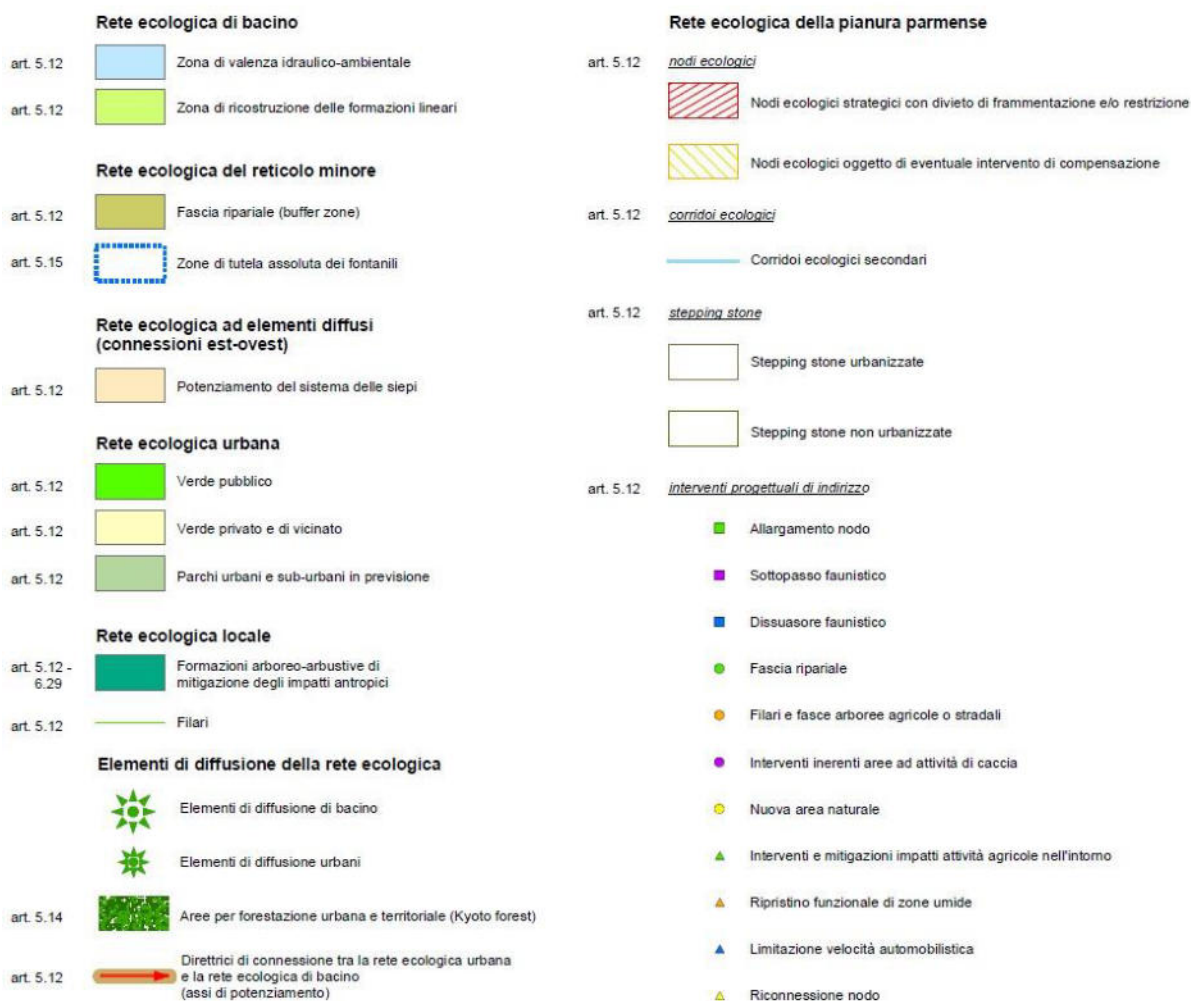 Rete ecologica di bacino
art. 5.12 Zona di valenza idraulico-ambientale
art. 5.12 Zona di ricostruzione delle formazioni lineari
Rete ecologica del reticolo minore
art. 5.12 Fascia ripariale (buffer zone)
art. 5.15 Zone di tutela assoluta dei fontanili
Rete ecologica ad elementi diffusi
(connessioni est-ovest)
art. 5.12 Potenziamento del sistema delle siepi
Rete ecologica urbana
art. 5.12 Verde pubblico
art. 5.12 Verde privato e di vicinato
art. 5.12 Parchi urbani e sub-urbani in previsione
Rete ecologica locale
art. 5.12 - Formazioni arboreo-arbustive di
6.29 mitigazione degli impatti antropici
art. 5.12 Filari
Elementi di diffusione della rete ecologica
Elementi di diffusione di bacino
Elementi di diffusione urbani
art. 5.14 Aree per forestazione urbana e territoriale (Kyoto forest)
Direttrici di connessione tra la rete ecologica urbana
art. 5.12 e la rete ecologica di bacino
(assi di potenziamento)
Rete ecologica della pianura parmense
art. 5.12 nodi ecologici
Nodi ecologici strategici con divieto di frammentazione e/o restrizione
Nodi ecologici oggetto di eventuale intervento di compensazione
art. 5.12 corridoi ecologici
Corridoi ecologici secondari
art. 5.12 stepping stone
Stepping stone urbanizzate
Stepping stone non urbanizzate
art. 5.12 interventi progettuali di indirizzo
Allargamento nodo
Sottopasso faunistico
Dissuasore faunistico
Fascia ripariale
Filari e fasce arboree agricole o stradali
Interventi inerenti aree ad attività di caccia
Nuova area naturale
Interventi e mitigazioni impatti attività agricole nell'intorno
Ripristino funzionale di zone umide
Limitazione velocità automobilistica
Riconnessione nodo